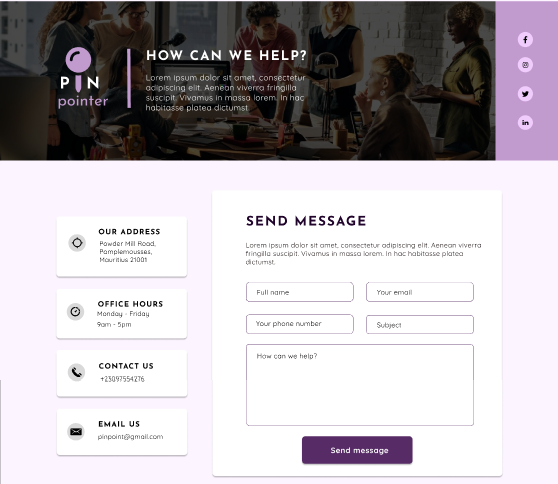 PIN
pointer
HOW CAN WE HELP?
Lorem ipsum dolor sit amet, consectetur
adipiscing elit. Aenean viverra fringilla
suscipit. Vivamus in massa lorem. In hac
habitasse platea dictumst.
OUR ADDRESS
Powder Mill Road,
Pamplemousses,
Mauritius 21001
OFFICE HOURS
Monday - Friday
9am - 5pm
CONTACT US
+23097554276
EMAIL US
pinpoint@gmail.com
SEND MESSAGE
Lorem ipsum dolor sit amet, consectetur adipiscing elit. Aenean viverra
fringilla suscipit. Vivamus in massa lorem. In hac habitasse platea
dictumst.
Full name
Your email
Your phone number
Subject
How can we help?
Send message